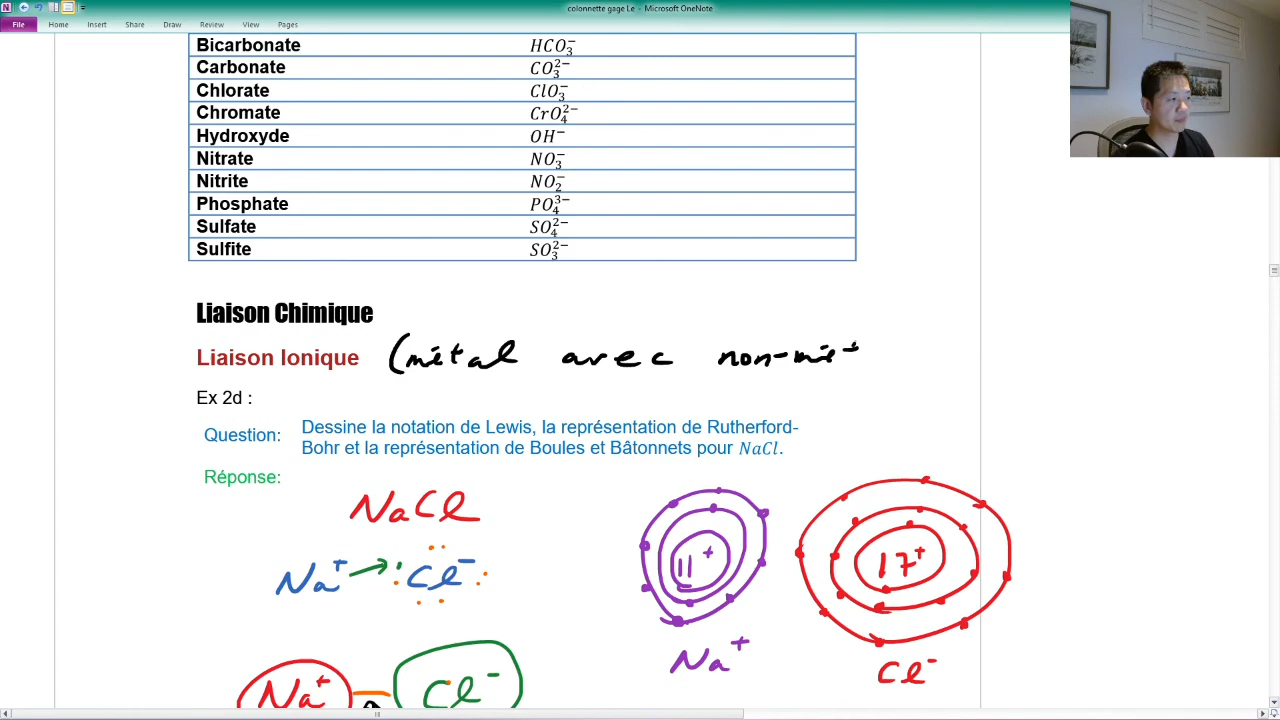 colonnette gage Le - Microsoft OneNote
File Home Insert Share Draw Review View Pages
Bicarbonate HCO₃⁻
Carbonate CO₃²⁻
Chlorate ClO₃⁻
Chromate CrO₄²⁻
Hydroxyde OH⁻
Nitrate NO₃⁻
Nitrite NO₂⁻
Phosphate PO₄³⁻
Sulfate SO₄²⁻
Sulfite SO₃²⁻
Liaison Chimique
Liaison Ionique (métal avec non-mét
Ex 2d :
Question: Dessine la notation de Lewis, la représentation de Rutherford-
Bohr et la représentation de Boules et Bâtonnets pour NaCl.
Réponse:
NaCl
Na⁺ Cl⁻
11⁺ 17⁺
Na⁺ Cl⁻
Na⁺ Cl⁻